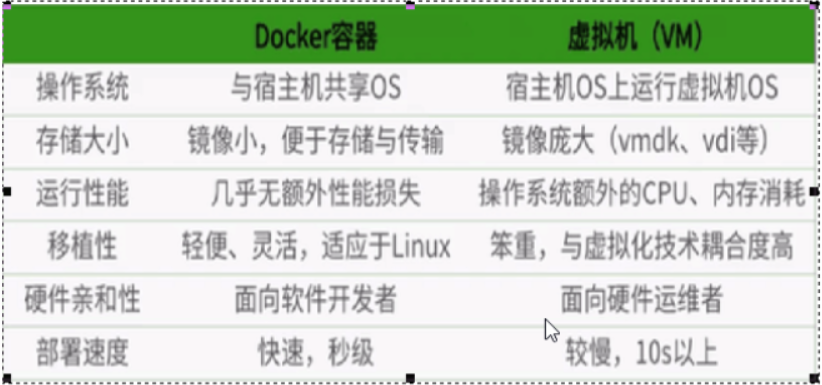 Docker容器 虚拟机（VM）
操作系统 与宿主机共享OS 宿主机OS上运行虚拟机OS
存储大小 镜像小，便于存储与传输 镜像庞大（vmdk、vdi等）
运行性能 几乎无额外性能损失 操作系统额外的CPU、内存消耗
移植性 轻便、灵活，适应于Linux 笨重，与虚拟化技术耦合度高
硬件亲和性 面向软件开发者 面向硬件运维者
部署速度 快速，秒级 较慢，10s以上